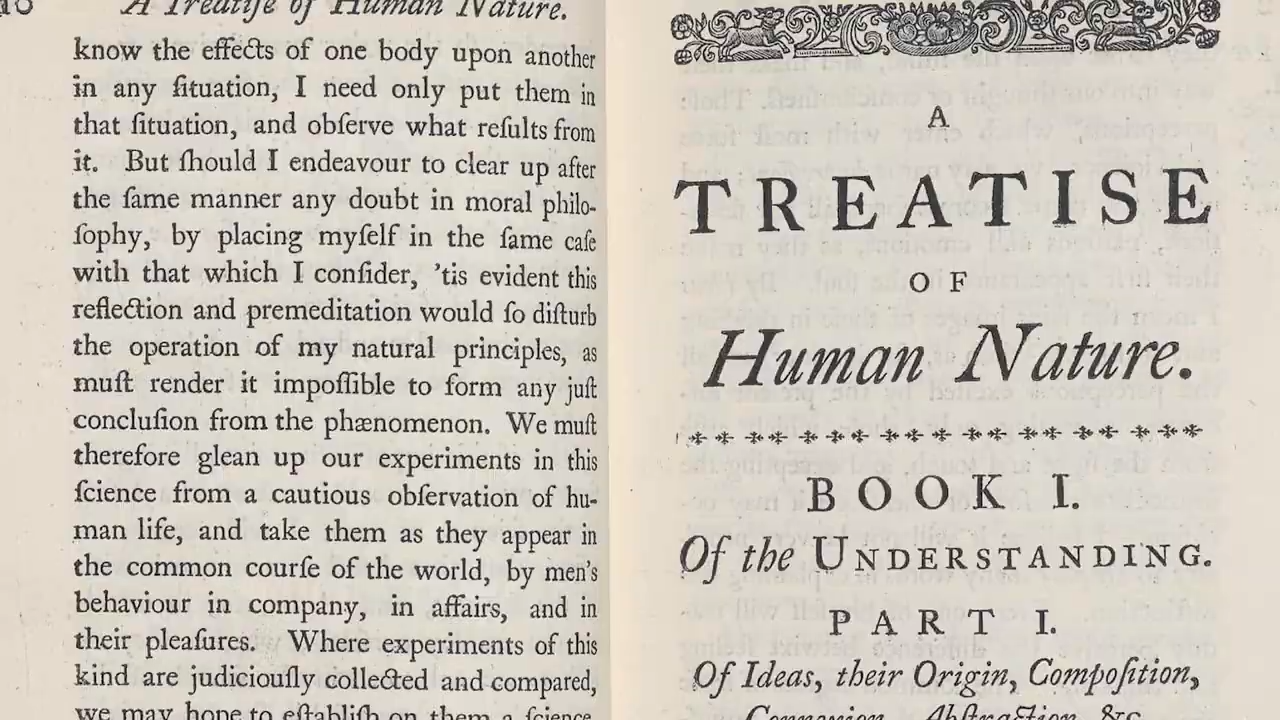 10 A Treatiſe of Human Nature.
know the effects of one body upon another
in any ſituation, I need only put them in
that ſituation, and obſerve what reſults from
it. But ſhould I endeavour to clear up after
the ſame manner any doubt in moral philo-
ſophy, by placing myſelf in the ſame caſe
with that which I conſider, 'tis evident this
reflection and premeditation would ſo diſturb
the operation of my natural principles, as
muſt render it impoſſible to form any juſt
concluſion from the phænomenon. We muſt
therefore glean up our experiments in this
ſcience from a cautious obſervation of hu-
man life, and take them as they appear in
the common courſe of the world, by men's
behaviour in company, in affairs, and in
their pleaſures. Where experiments of this
kind are judiciouſly collected and compared,
we may hope to eſtabliſh on them a ſcience,
A
TREATISE
OF
Human Nature.
BOOK I.
Of the UNDERSTANDING.
PART I.
Of Ideas, their Origin, Compoſition,
Connexion, Abſtraction, &c.